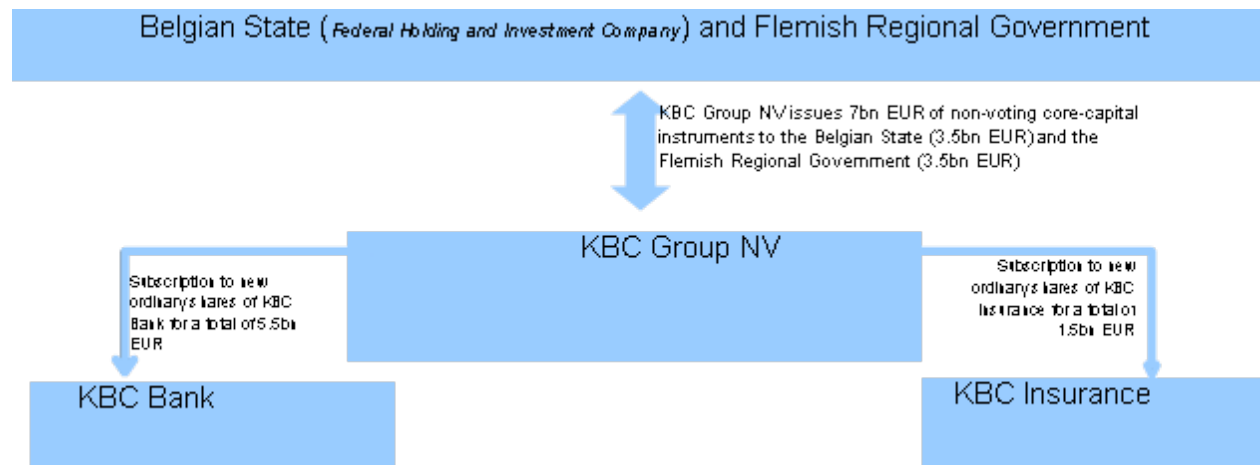 Belgian State (Federal Holding and Investment Company) and Flemish Regional Government
KBC Group NV issues 7bn EUR of non-voting core-capital
instruments to the Belgian State (3.5bn EUR) and the
Flemish Regional Government (3.5bn EUR)
KBC Group NV
Subscription to new
ordinary shares of KBC
Bank for a total of 5.5bn
EUR
Subscription to new
ordinary shares of KBC
Insurance for a total of
1.5bn EUR
KBC Bank
KBC Insurance